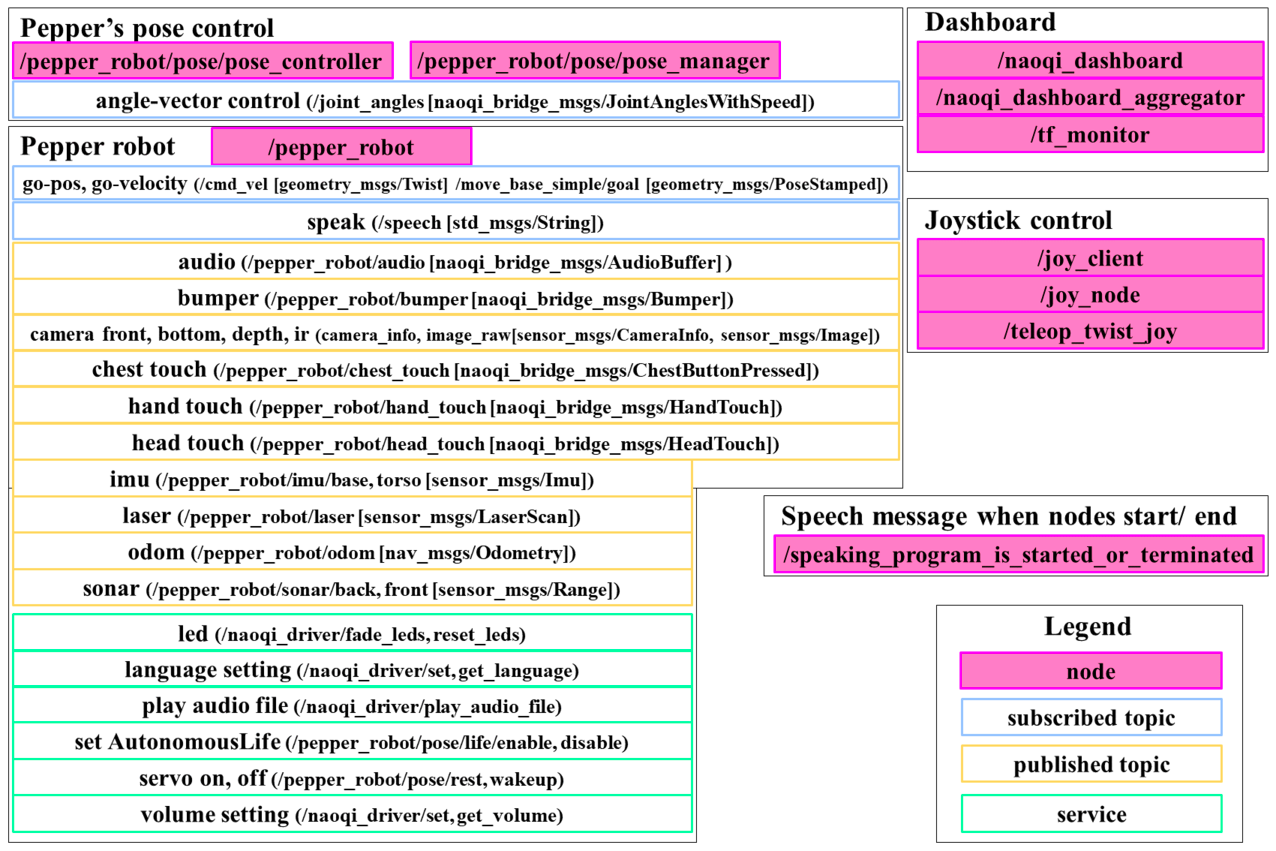 Pepper's pose control
/pepper_robot/pose/pose_controller
/pepper_robot/pose/pose_manager
angle-vector control (/joint_angles [naoqi_bridge_msgs/JointAnglesWithSpeed])
Pepper robot
/pepper_robot
go-pos, go-velocity (/cmd_vel [geometry_msgs/Twist] /move_base_simple/goal [geometry_msgs/PoseStamped])
speak (/speech [std_msgs/String])
audio (/pepper_robot/audio [naoqi_bridge_msgs/AudioBuffer] )
bumper (/pepper_robot/bumper [naoqi_bridge_msgs/Bumper])
camera front, bottom, depth, ir (camera_info, image_raw[sensor_msgs/CameraInfo, sensor_msgs/Image])
chest touch (/pepper_robot/chest_touch [naoqi_bridge_msgs/ChestButtonPressed])
hand touch (/pepper_robot/hand_touch [naoqi_bridge_msgs/HandTouch])
head touch (/pepper_robot/head_touch [naoqi_bridge_msgs/HeadTouch])
imu (/pepper_robot/imu/base, torso [sensor_msgs/Imu])
laser (/pepper_robot/laser [sensor_msgs/LaserScan])
odom (/pepper_robot/odom [nav_msgs/Odometry])
sonar (/pepper_robot/sonar/back, front [sensor_msgs/Range])
led (/naoqi_driver/fade_leds, reset_leds)
language setting (/naoqi_driver/set, get_language)
play audio file (/naoqi_driver/play_audio_file)
set AutonomousLife (/pepper_robot/pose/life/enable, disable)
servo on, off (/pepper_robot/pose/rest, wakeup)
volume setting (/naoqi_driver/set, get_volume)
Dashboard
/naoqi_dashboard
/naoqi_dashboard_aggregator
/tf_monitor
Joystick control
/joy_client
/joy_node
/teleop_twist_joy
Speech message when nodes start/ end
/speaking_program_is_started_or_terminated
Legend
node
subscribed topic
published topic
service